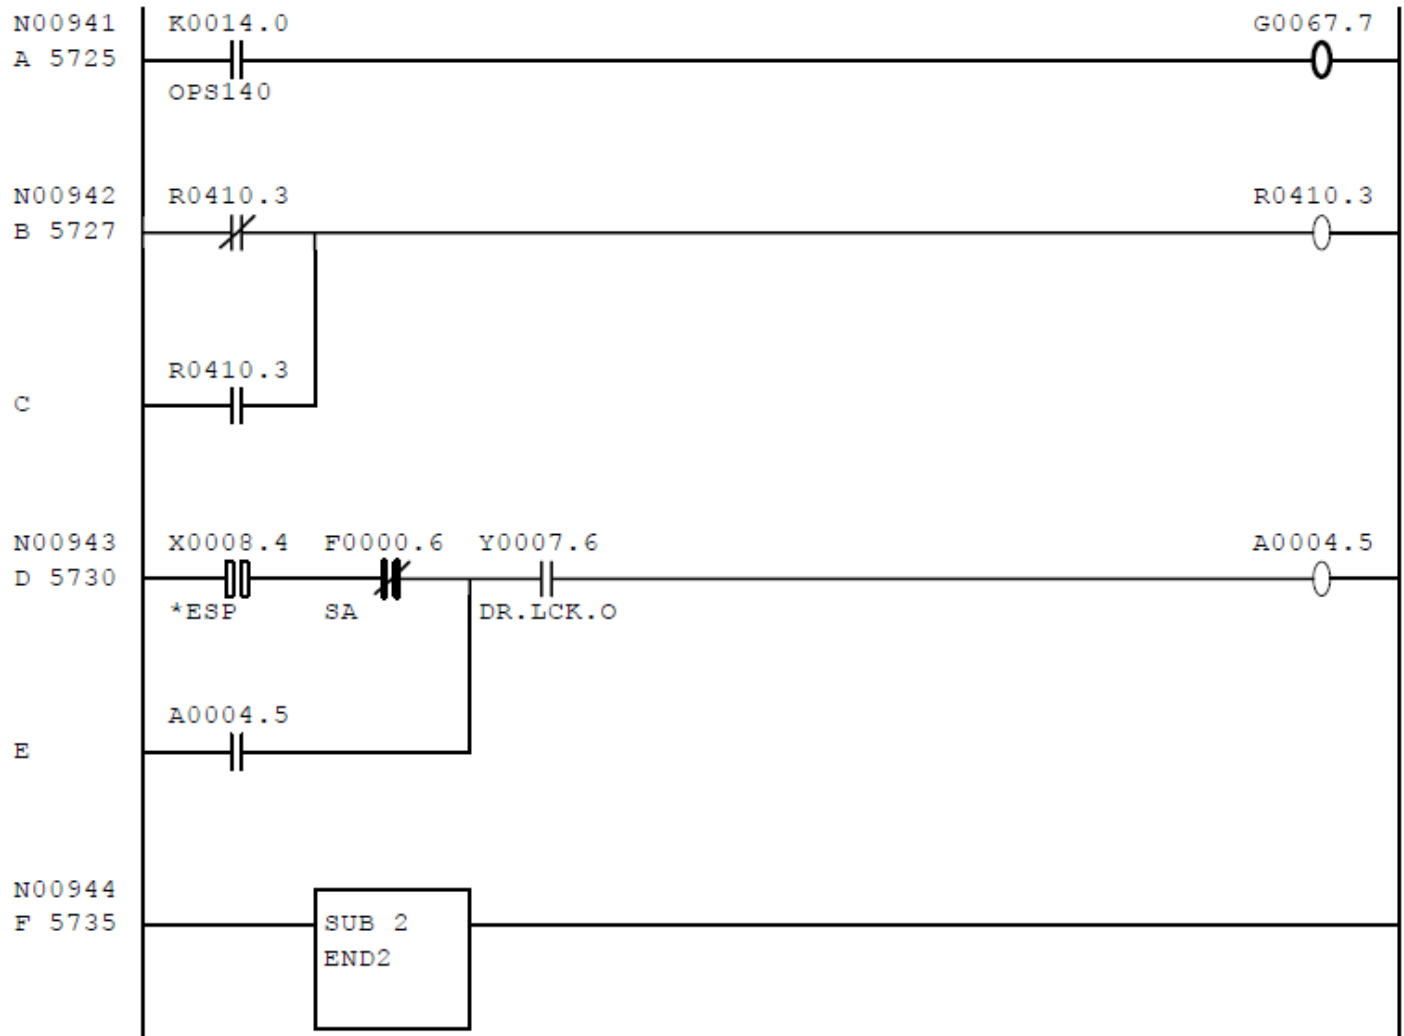 N00941 K0014.0 G0067.7
A 5725
OPS140
N00942 R0410.3 R0410.3
B 5727
R0410.3
C
N00943 X0008.4 F0000.6 Y0007.6 A0004.5
D 5730
*ESP SA DR.LCK.O
A0004.5
E
N00944
F 5735 SUB 2
END2